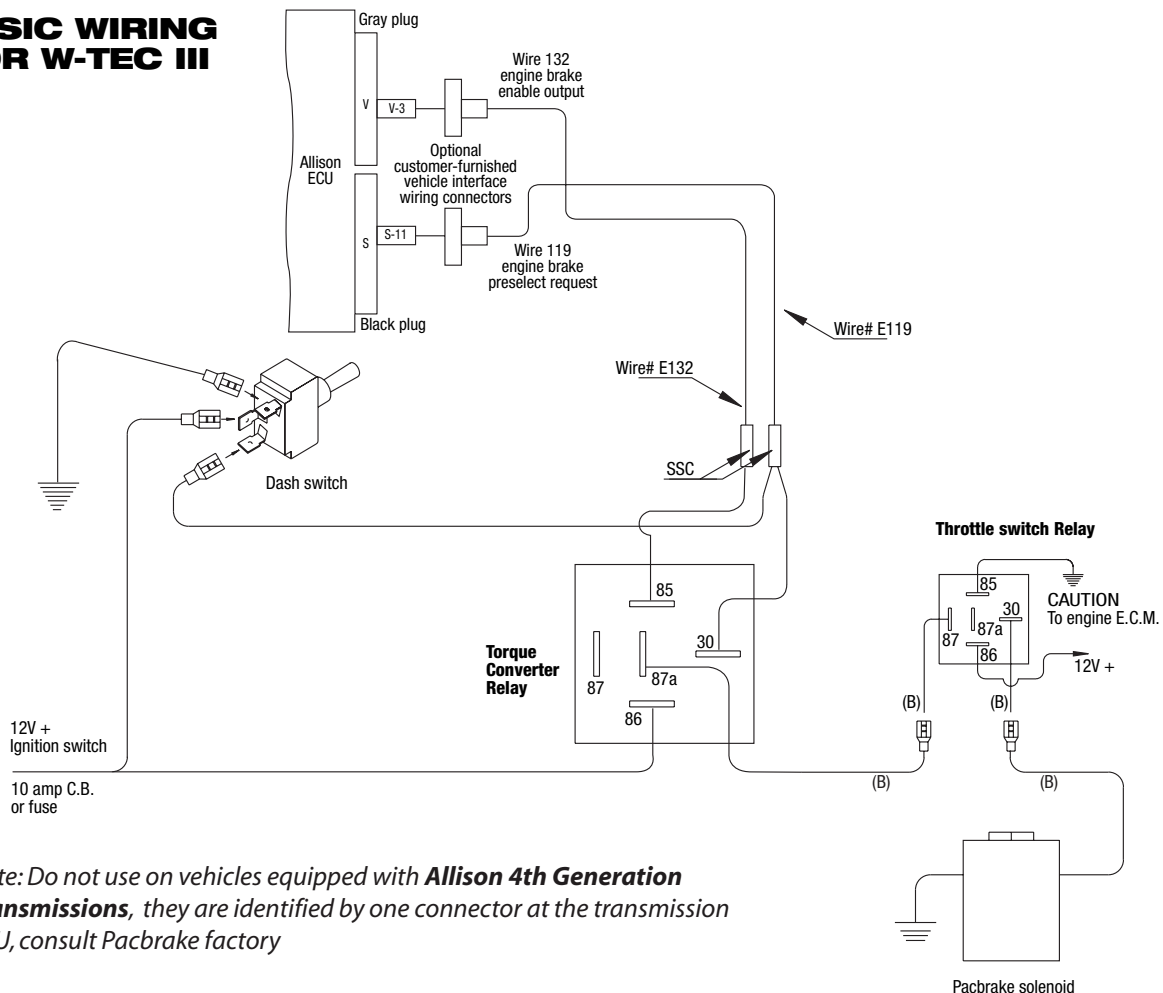 SIC WIRING
OR W-TEC III
Gray plug
V
V-3
Wire 132
engine brake
enable output
Allison
ECU
Optional
customer-furnished
vehicle interface
wiring connectors
S
S-11
Wire 119
engine brake
preselect request
Black plug
Wire# E119
Wire# E132
SSC
Dash switch
Throttle switch Relay
85
30
87
87a
86
CAUTION
To engine E.C.M.
12V +
(B)
(B)
Torque
Converter
Relay
85
30
87
87a
86
12V +
Ignition switch
10 amp C.B.
or fuse
(B)
(B)
te: Do not use on vehicles equipped with Allison 4th Generation
ansmissions, they are identified by one connector at the transmission
U, consult Pacbrake factory
Pacbrake solenoid